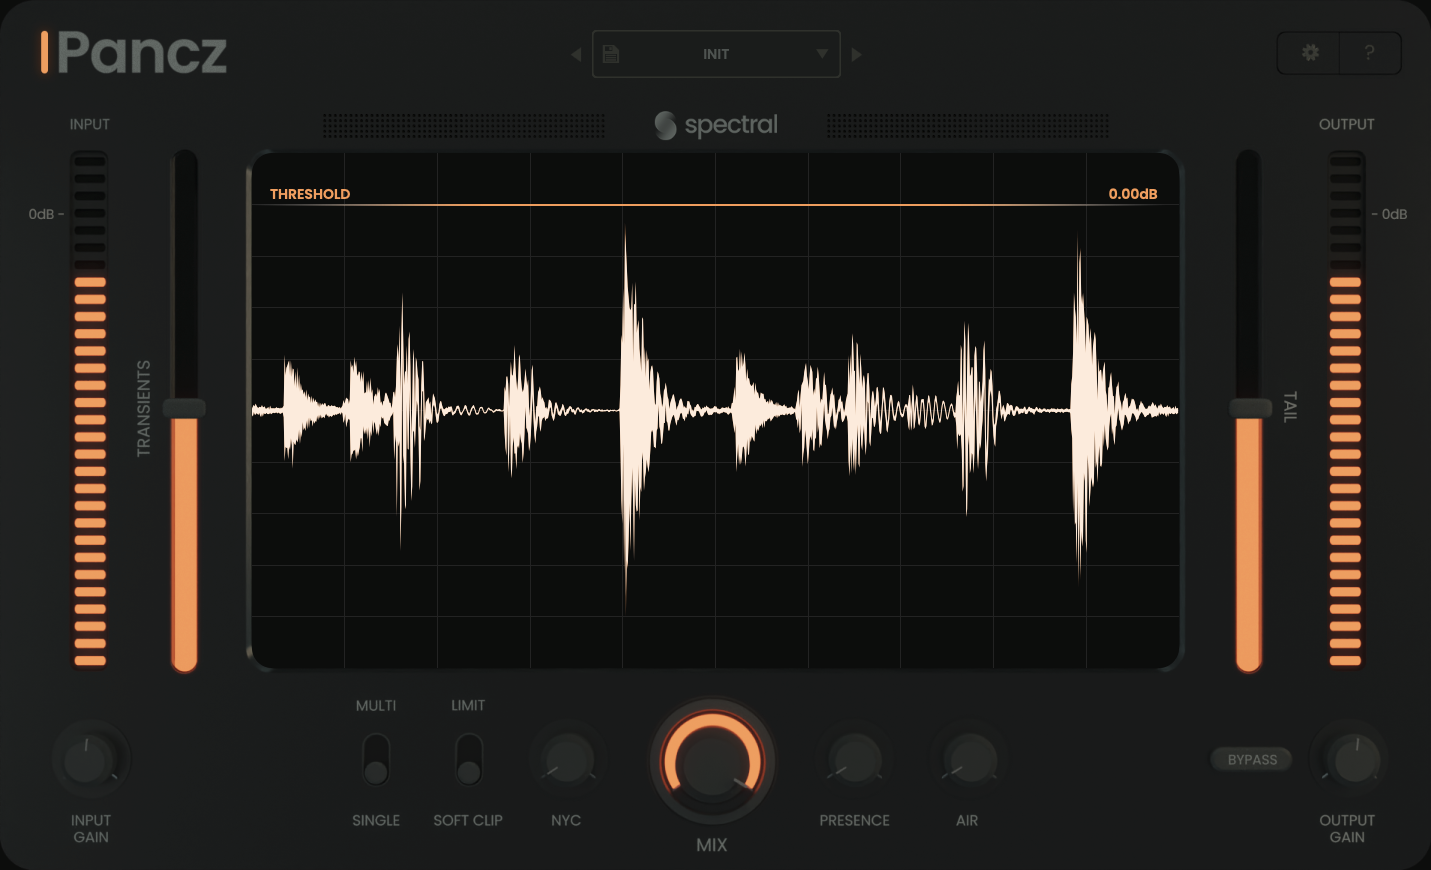 Pancz
INIT
?
INPUT
spectral
OUTPUT
THRESHOLD
0.00dB
0dB -
- 0dB
TRANSIENTS
TAIL
MULTI
LIMIT
BYPASS
INPUT
GAIN
SINGLE
SOFT CLIP
NYC
MIX
PRESENCE
AIR
OUTPUT
GAIN